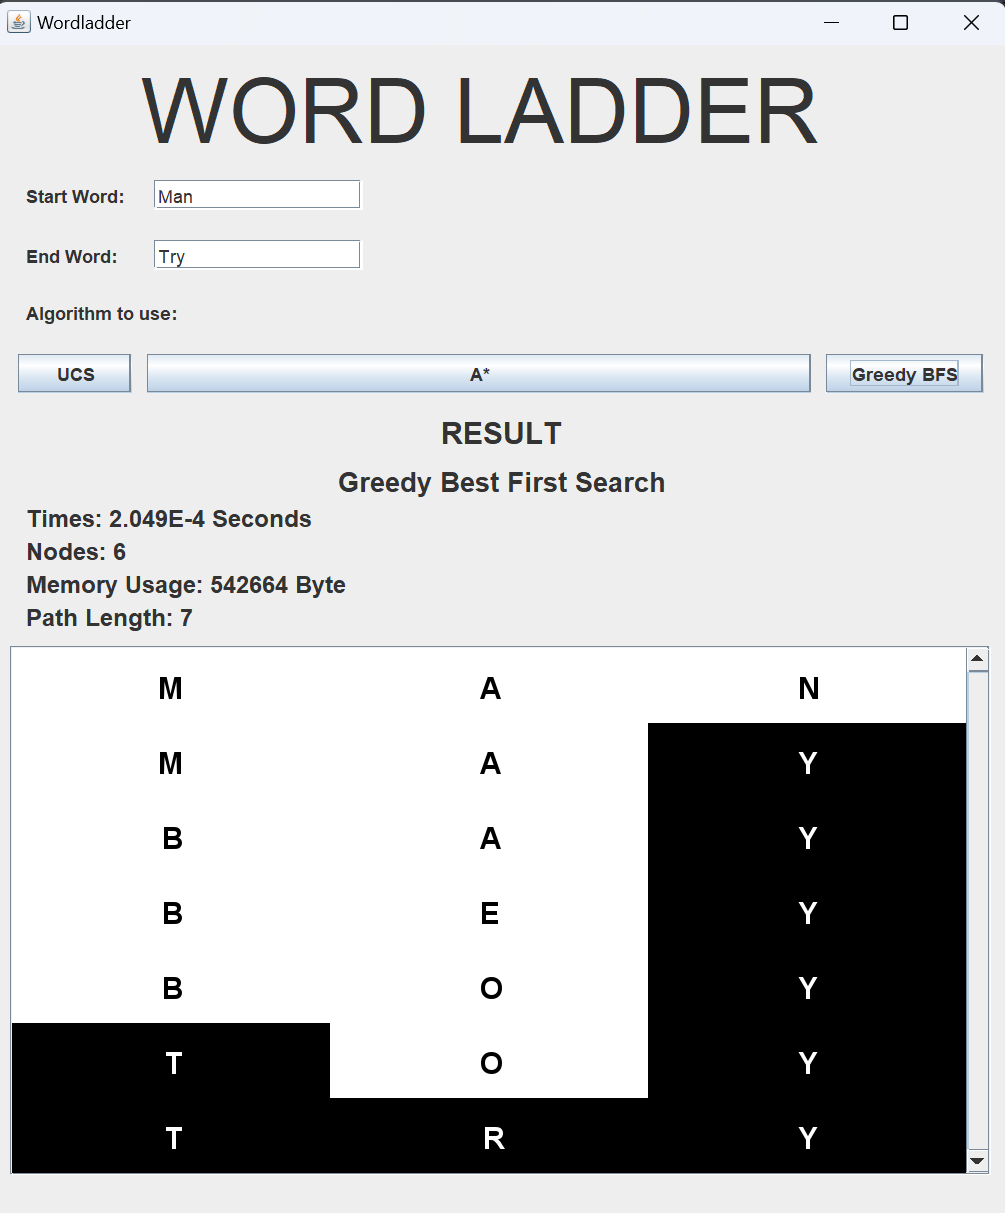 Wordladder
WORD LADDER
Start Word: Man
End Word: Try
Algorithm to use:
UCS A* Greedy BFS
RESULT
Greedy Best First Search
Times: 2.049E-4 Seconds
Nodes: 6
Memory Usage: 542664 Byte
Path Length: 7
M A N
M A Y
B A Y
B E Y
B O Y
T O Y
T R Y